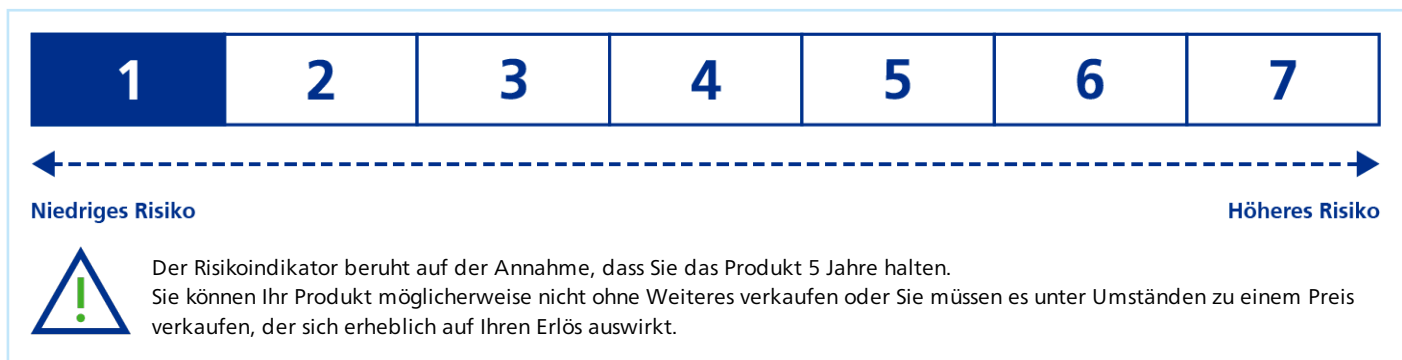 1 2 3 4 5 6 7
Niedriges Risiko Höheres Risiko
Der Risikoindikator beruht auf der Annahme, dass Sie das Produkt 5 Jahre halten.
Sie können Ihr Produkt möglicherweise nicht ohne Weiteres verkaufen oder Sie müssen es unter Umständen zu einem Preis
verkaufen, der sich erheblich auf Ihren Erlös auswirkt.